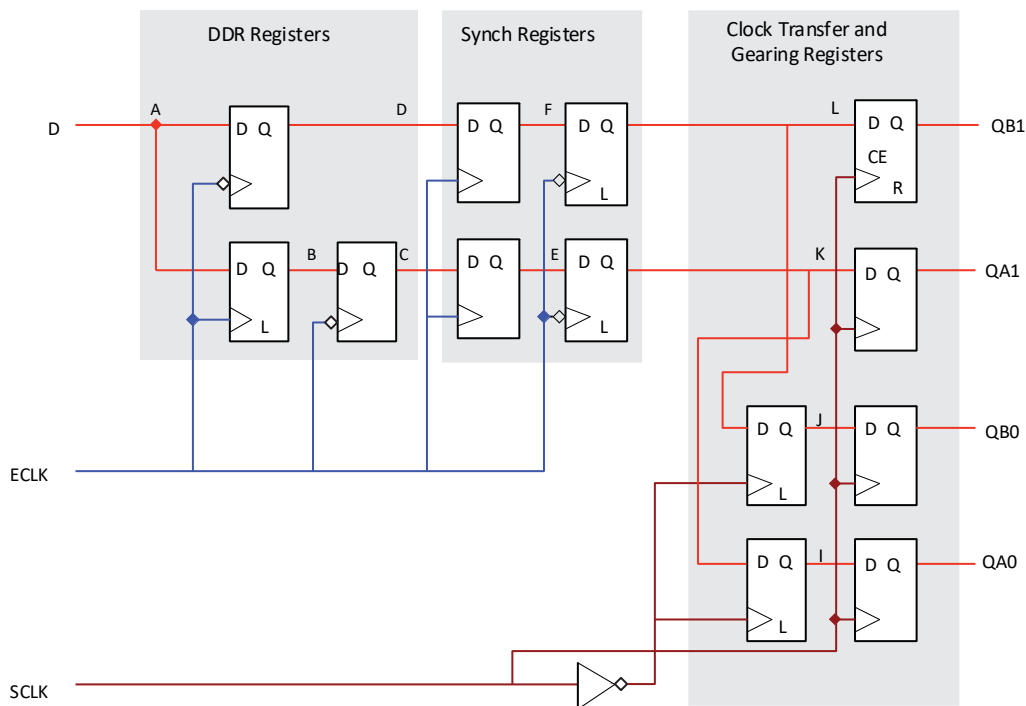 DDR Registers
Synch Registers
Clock Transfer and
Gearing Registers
A
D
F
L
D
D Q
D Q
D Q
D Q
QB1
CE
L
R
B
C
E
K
D Q
D Q
D Q
D Q
D Q
QA1
L
L
J
D Q
D Q
QB0
ECLK
L
I
D Q
D Q
QA0
L
SCLK